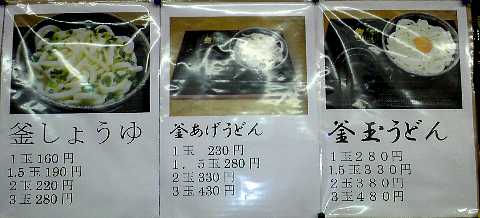 釜しょうゆ
1玉160円
1.5玉190円
2玉220円
3玉280円
釜あげうどん
1玉 230円
1．5玉280円
2玉330円
3玉430円
釜玉うどん
1玉280円
1.5玉330円
2玉380円
3玉480円